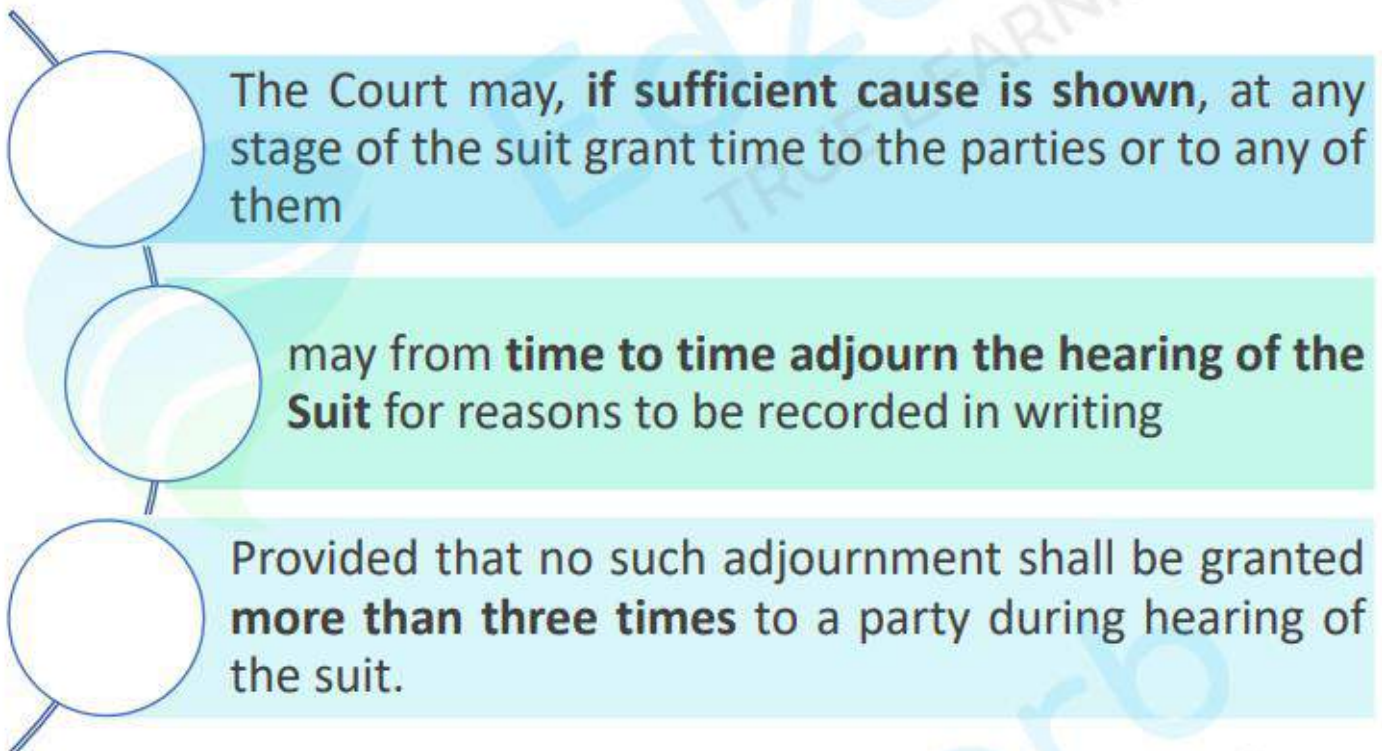 The Court may, if sufficient cause is shown, at any
stage of the suit grant time to the parties or to any of
them
may from time to time adjourn the hearing of the
Suit for reasons to be recorded in writing
Provided that no such adjournment shall be granted
more than three times to a party during hearing of
the suit.